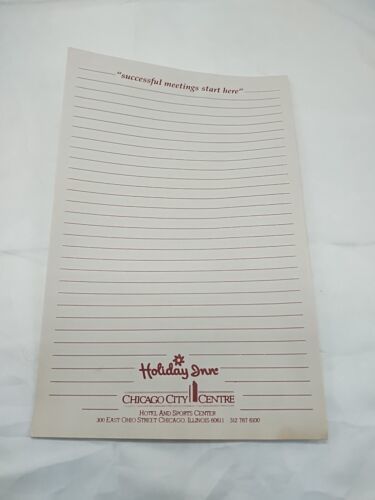 "successful meetings start here"
Holiday Inn
CHICAGO CITY CENTRE
HOTEL AND SPORTS CENTER
300 EAST OHIO STREET CHICAGO, ILLINOIS 60611 312 787 6100